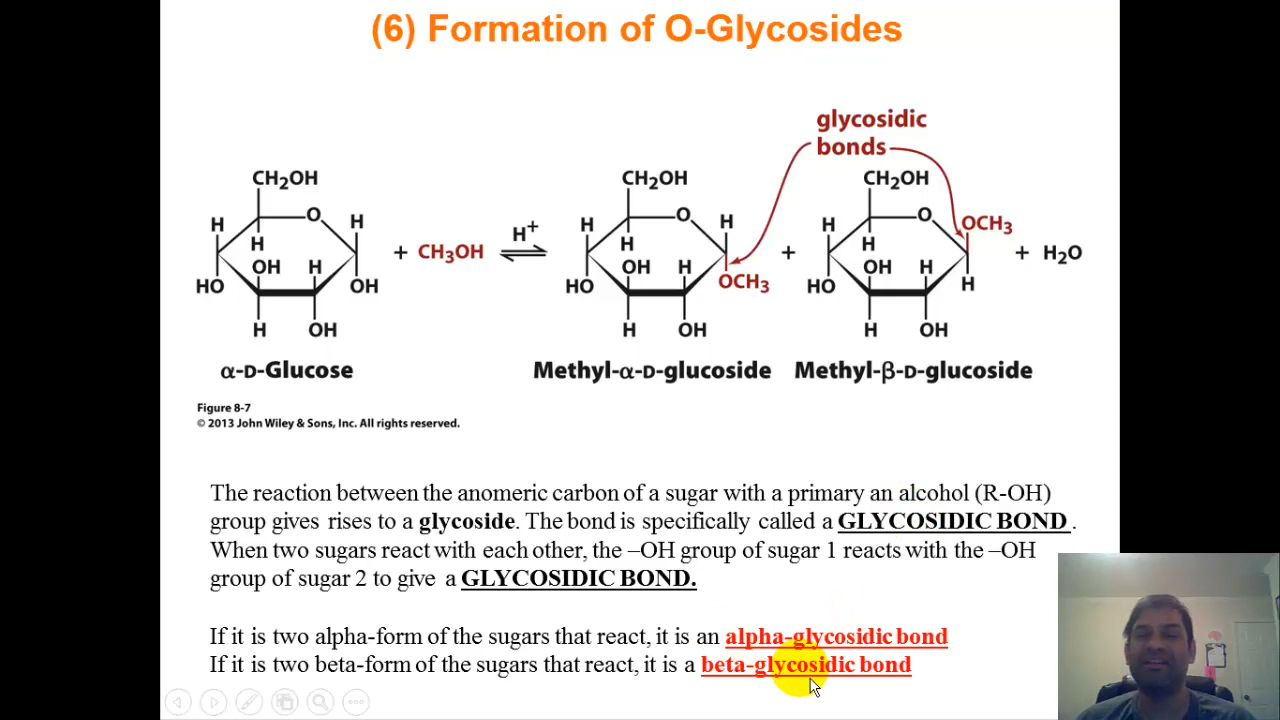 (6) Formation of O-Glycosides
glycosidic
bonds
CH2OH
CH2OH
CH2OH
H
O
H
H
O
H
H
O
OCH3
H
OH
H
+ CH3OH
H+
H
OH
H
+
H
OH
H
+ H2O
HO
OH
HO
OCH3
HO
H
H
OH
H
OH
H
OH
α-D-Glucose
Methyl-α-D-glucoside
Methyl-β-D-glucoside
Figure 8-7
© 2013 John Wiley & Sons, Inc. All rights reserved.
The reaction between the anomeric carbon of a sugar with a primary an alcohol (R-OH)
group gives rises to a glycoside. The bond is specifically called a GLYCOSIDIC BOND .
When two sugars react with each other, the –OH group of sugar 1 reacts with the –OH
group of sugar 2 to give a GLYCOSIDIC BOND.
If it is two alpha-form of the sugars that react, it is an alpha-glycosidic bond
If it is two beta-form of the sugars that react, it is a beta-glycosidic bond